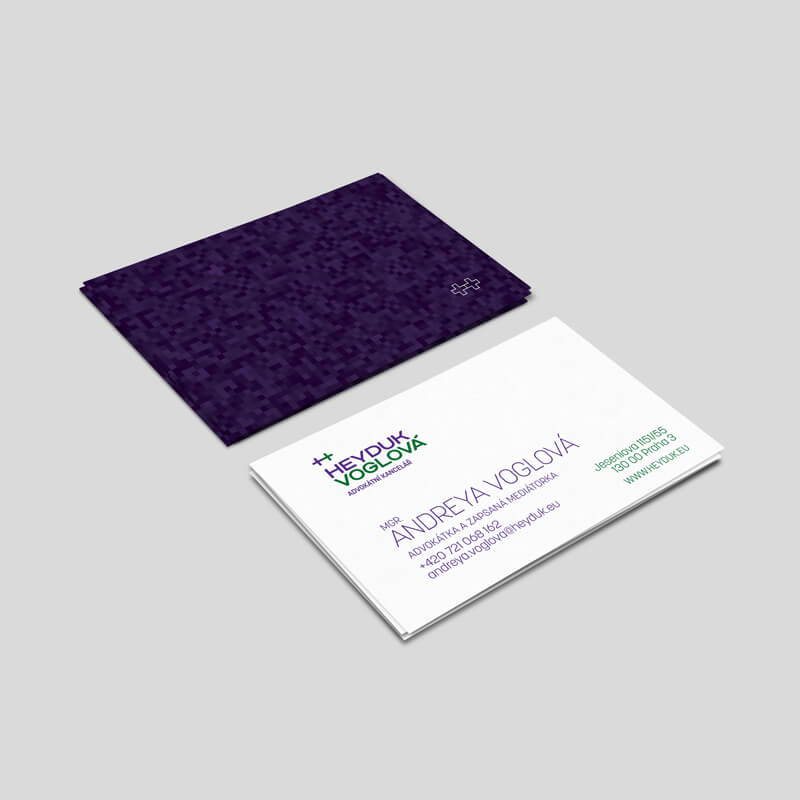 HEYDUK
VOGLOVÁ
ADVOKÁTNÍ KANCELÁŘ
MGR.
ANDREYA VOGLOVÁ
ADVOKÁTKA A ZAPSANÁ MEDIÁTORKA
+420 721 068 162
andreya.voglova@heyduk.eu
Jeseniova 1151/55
130 00 Praha 3
WWW.HEYDUK.EU